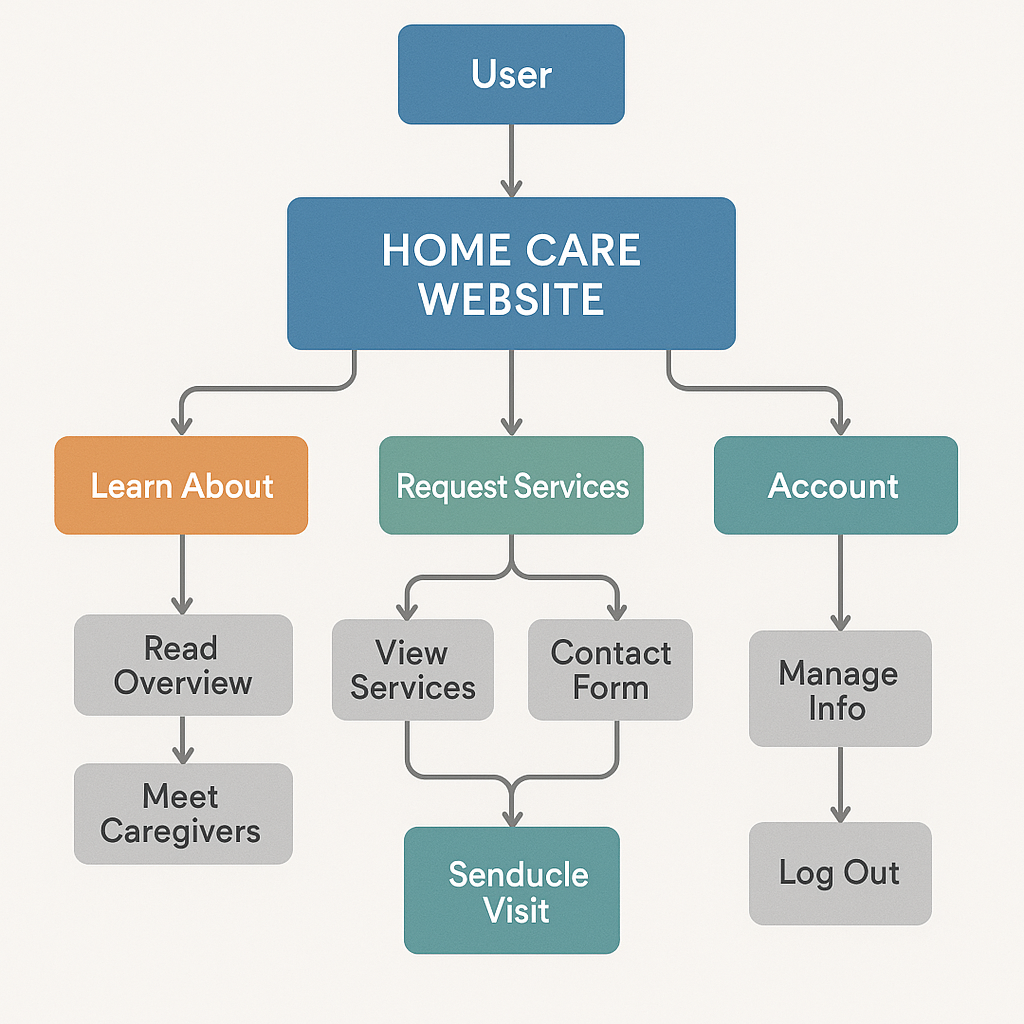 User
HOME CARE
WEBSITE
Learn About
Request Services
Account
Read
Overview
View
Services
Contact
Form
Manage
Info
Meet
Caregivers
Senducle
Visit
Log Out